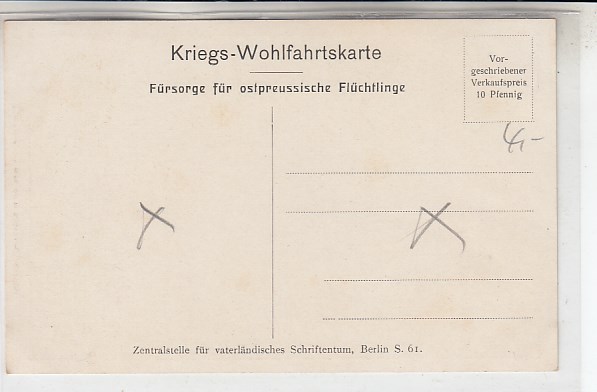 Kriegs-Wohlfahrtskarte
Fürsorge für ostpreussische Flüchtlinge
Vor-
geschriebener
Verkaufspreis
10 Pfennig
4,-
Zentralstelle für vaterländisches Schriftentum, Berlin S. 61.